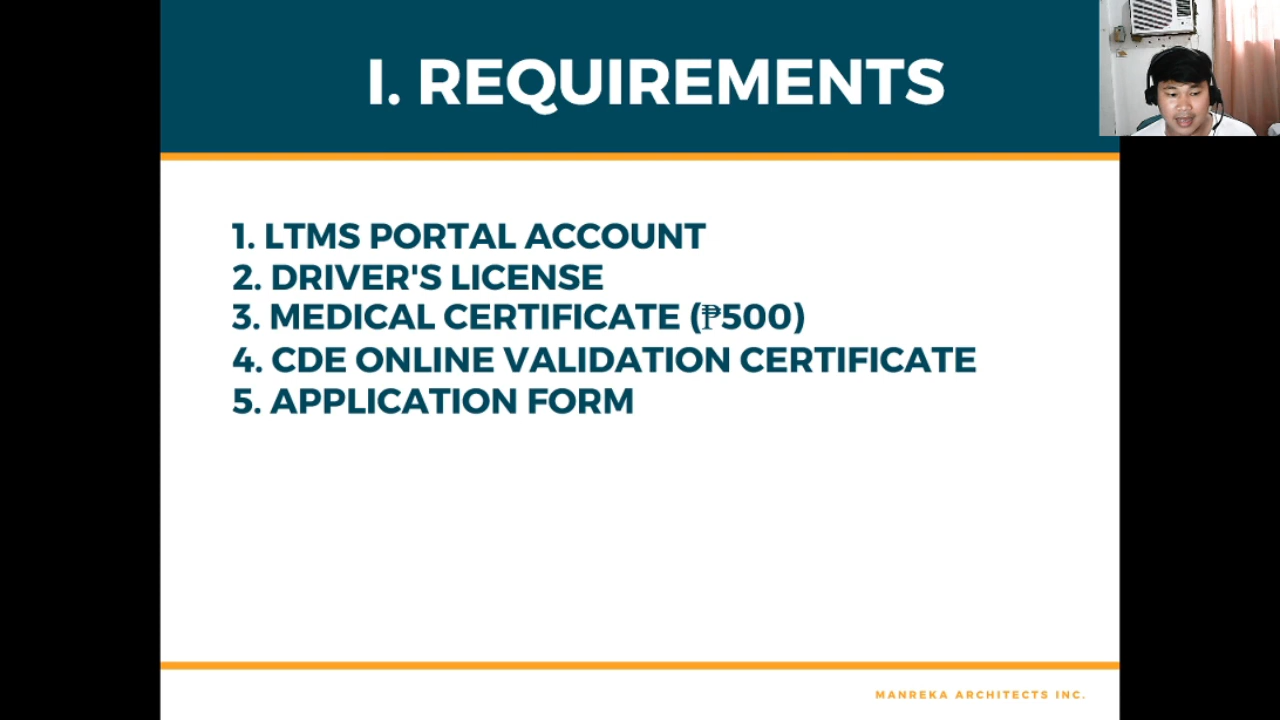 I. REQUIREMENTS
1. LTMS PORTAL ACCOUNT
2. DRIVER'S LICENSE
3. MEDICAL CERTIFICATE (₱500)
4. CDE ONLINE VALIDATION CERTIFICATE
5. APPLICATION FORM
MANREKA ARCHITECTS INC.